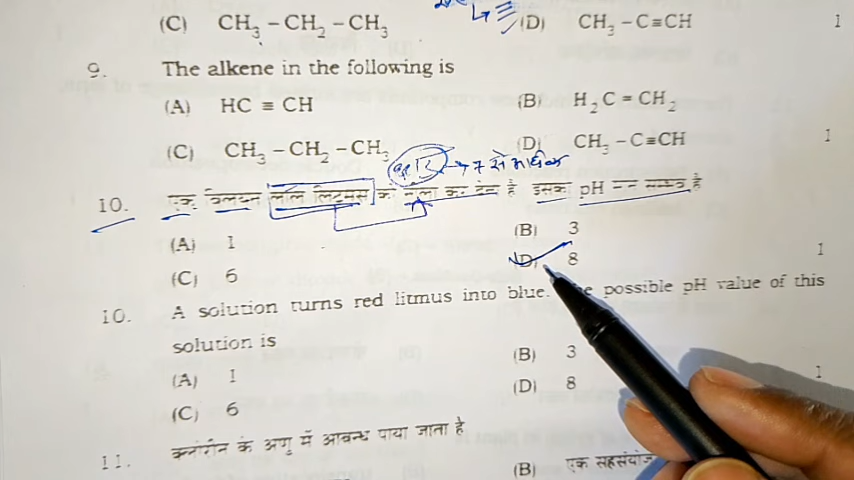 (C) CH₃ – CH₂ – CH₃ (D) CH₃ – C≡CH 1
9. The alkene in the following is
(A) HC ≡ CH (B) H₂C = CH₂
(C) CH₃ – CH₂ – CH₃ (D) CH₃ – C≡CH 1
क्षार → 7 से अधिक
10. एक विलयन लाल लिटमस को नीला कर देता है इसका pH सम्भव है
(A) 1 (B) 3
(C) 6 (D) 8 1
10. A solution turns red litmus into blue. The possible pH value of this
solution is
(A) 1 (B) 3
(C) 6 (D) 8 1
11. क्लोरीन के अणु में आबन्ध पाया जाता है
(B) एक सहसंयोज